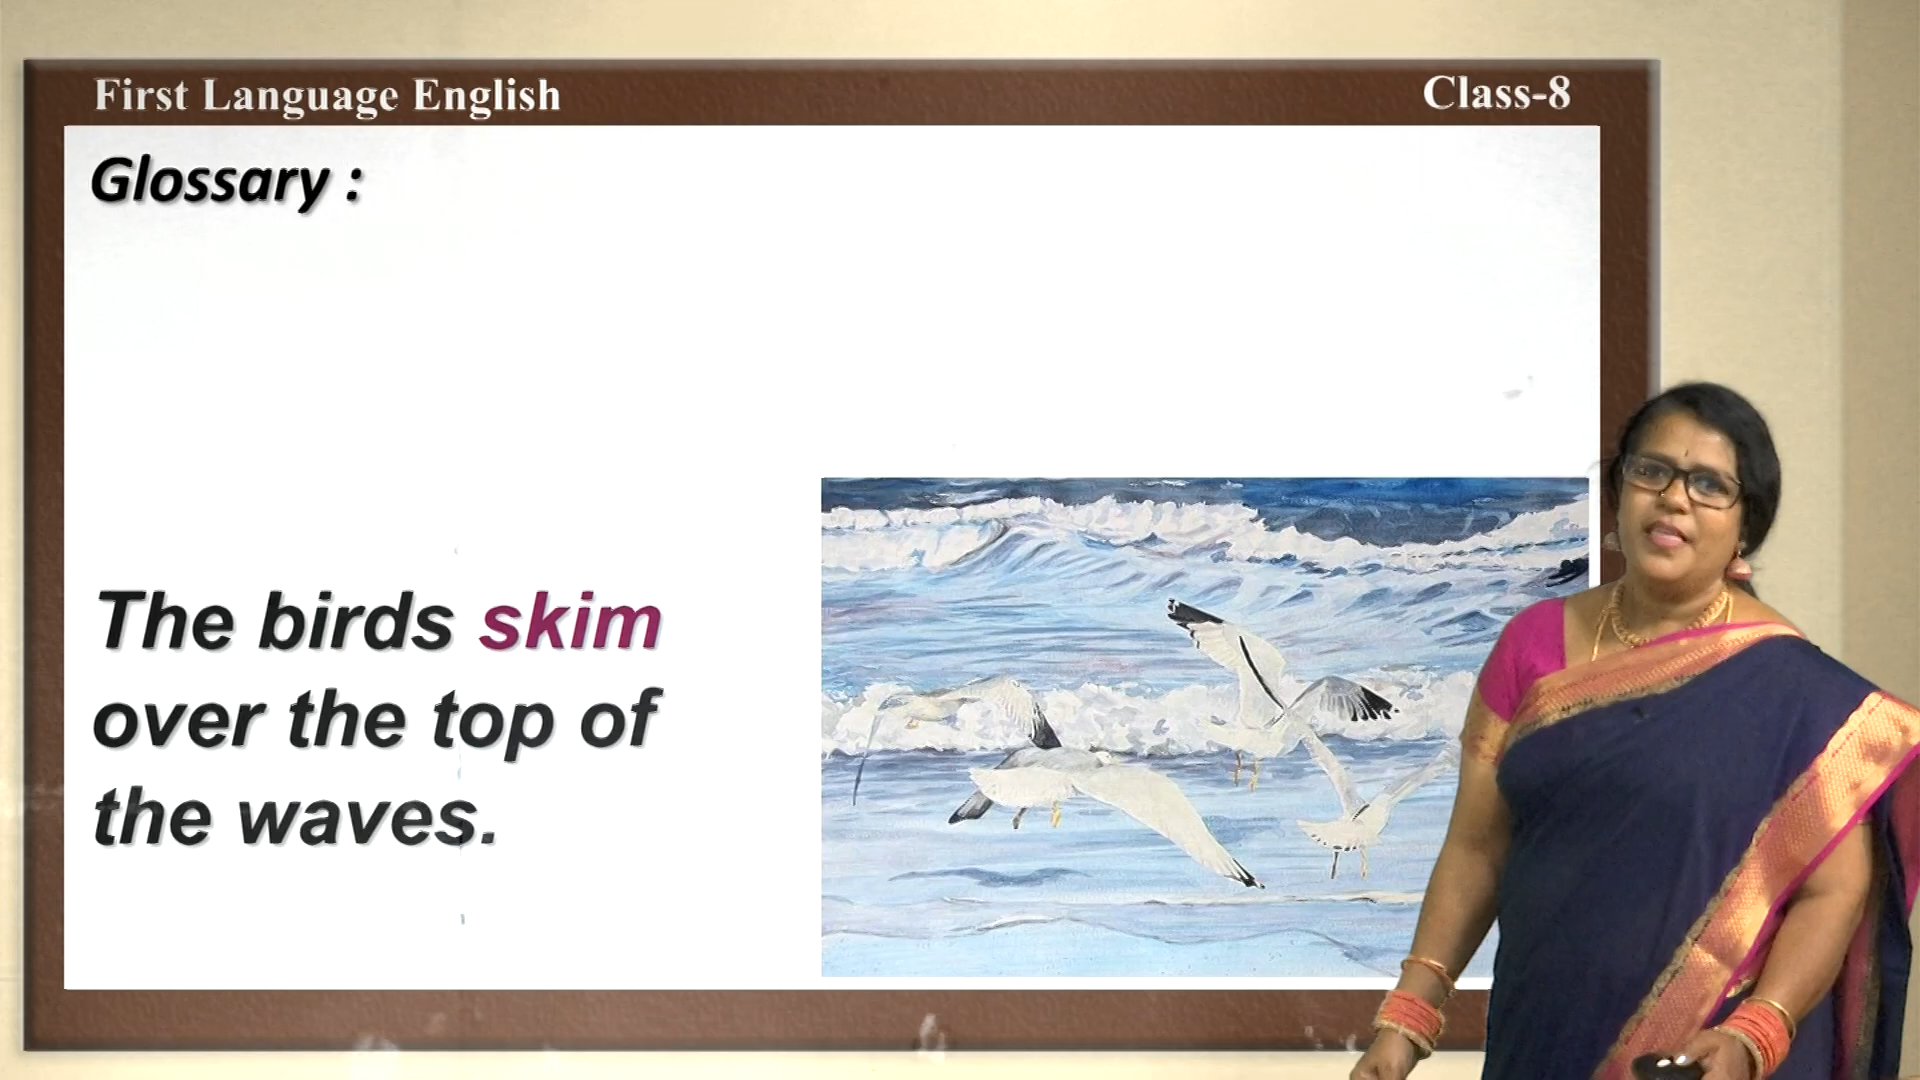 First Language English
Class-8
Glossary :
The birds skim
over the top of
the waves.